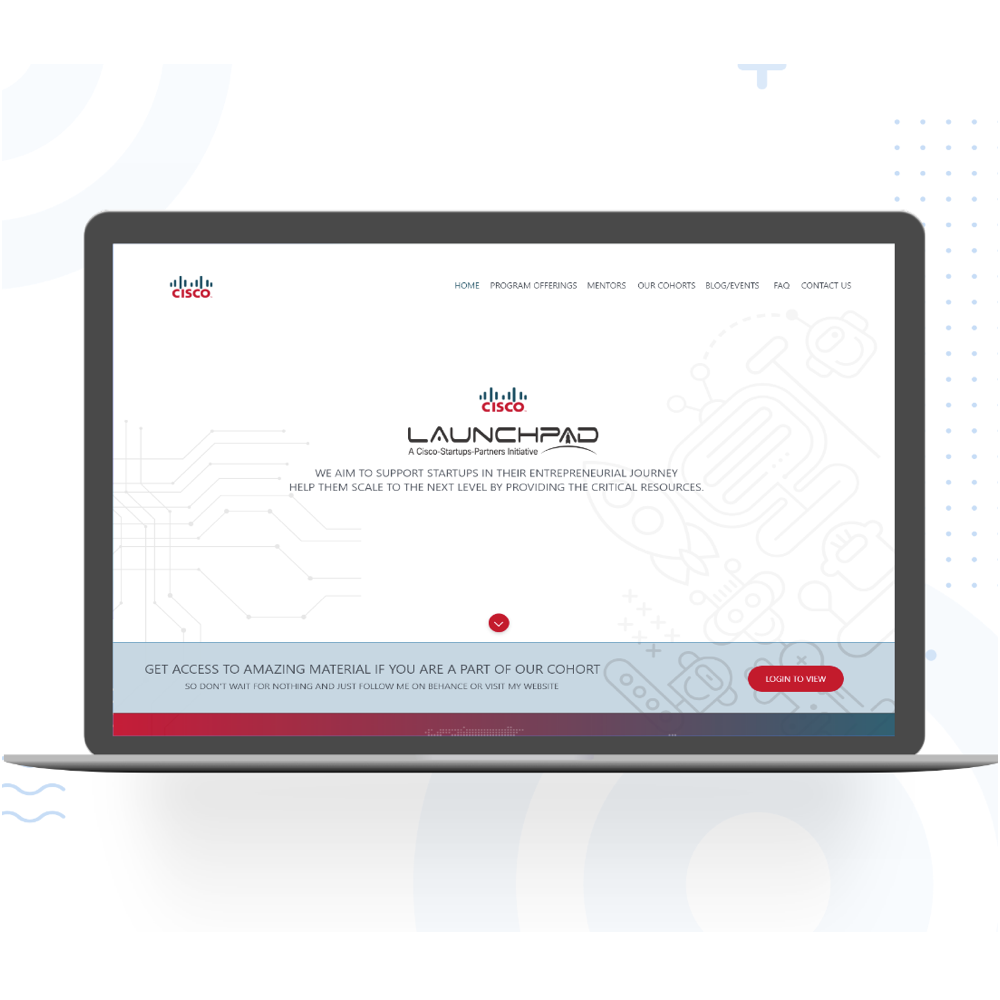 CISCO
HOME PROGRAM OFFERINGS MENTORS OUR COHORTS BLOG/EVENTS FAQ CONTACT US
CISCO
LAUNCHPAD
A Cisco-Startups-Partners Initiative
WE AIM TO SUPPORT STARTUPS IN THEIR ENTREPRENEURIAL JOURNEY
HELP THEM SCALE TO THE NEXT LEVEL BY PROVIDING THE CRITICAL RESOURCES.
GET ACCESS TO AMAZING MATERIAL IF YOU ARE A PART OF OUR COHORT
SO DON'T WAIT FOR NOTHING AND JUST FOLLOW ME ON BEHANCE OR VISIT MY WEBSITE
LOGIN TO VIEW